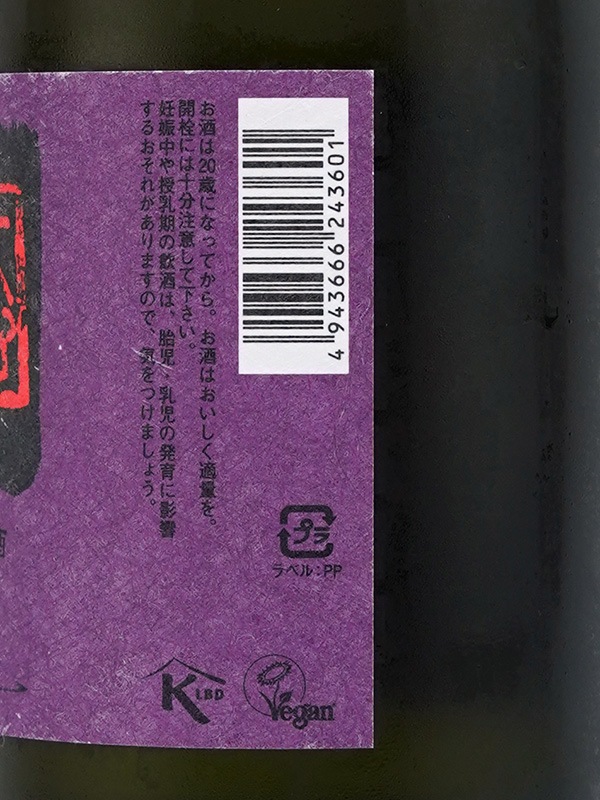 お酒は20歳になってから。お酒はおいしく適量を。
開栓には十分注意して下さい。
妊娠中や授乳期の飲酒は、胎児・乳児の発育に影響
するおそれがありますので、気をつけましょう。
4 943666 243601
プラ
ラベル:PP
K LBD
Vegan